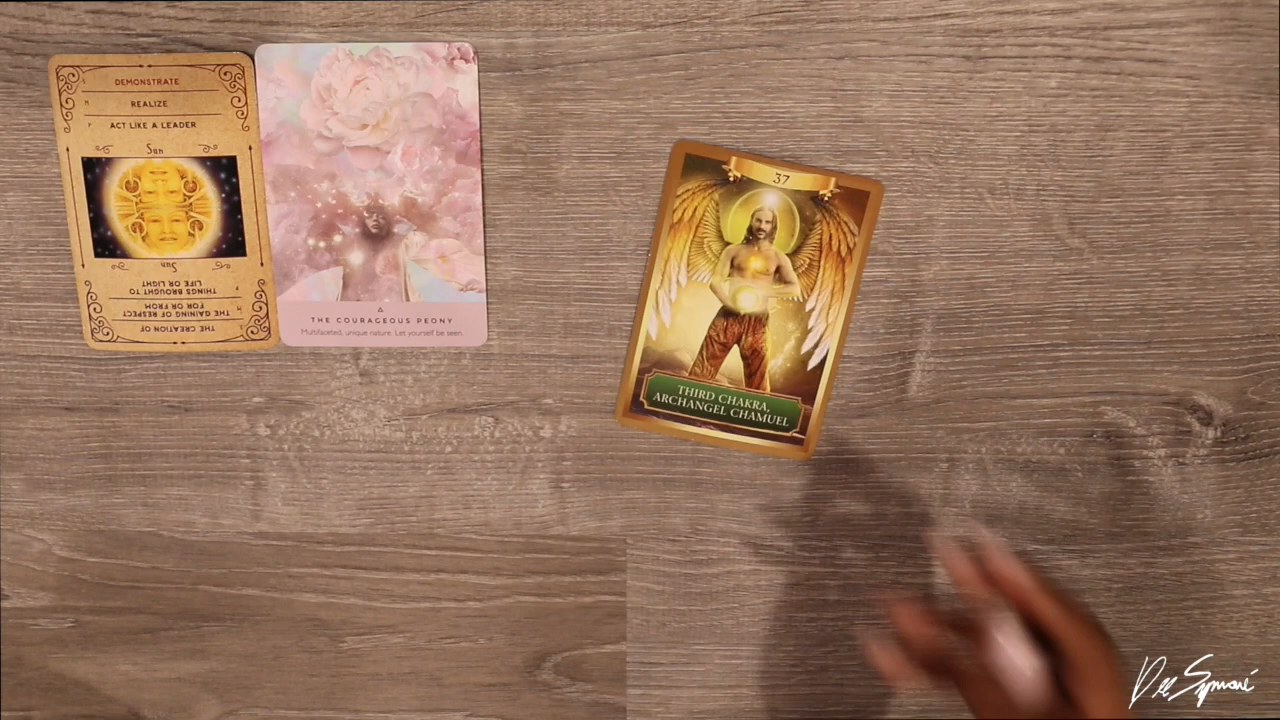 DEMONSTRATE
REALIZE
ACT LIKE A LEADER
Sun
Sun
THINGS BROUGHT TO
LIFE OR LIGHT
THE GAINING OF RESPECT
FOR OR FROM
THE CREATION OF
THE COURAGEOUS PEONY
Multifaceted, unique nature. Let yourself be seen.
37
THIRD CHAKRA,
ARCHANGEL CHAMUEL
Dee Symoné